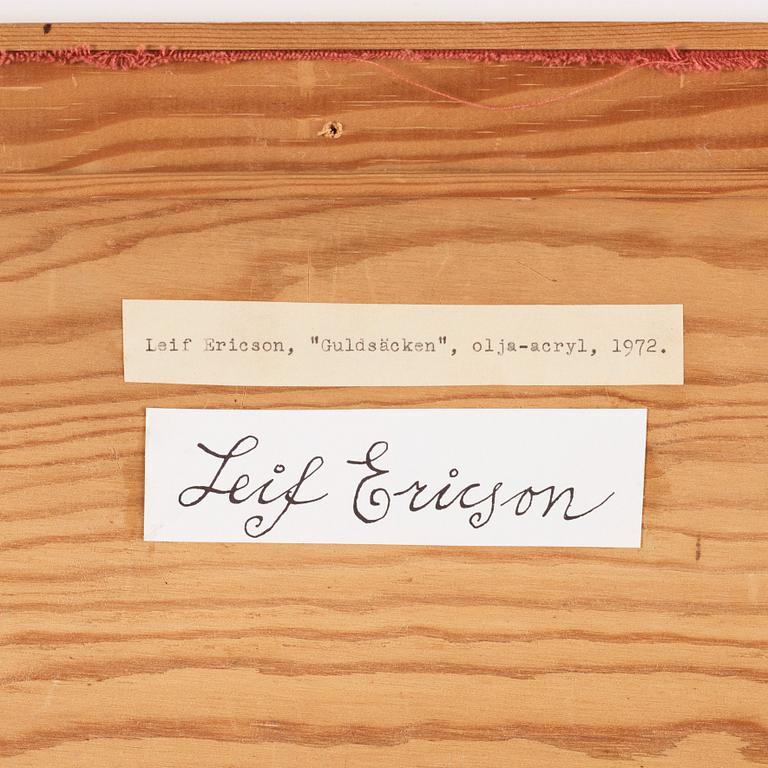 Leif Ericson, "Guldsäcken", olja-acryl, 1972.
Leif Ericson